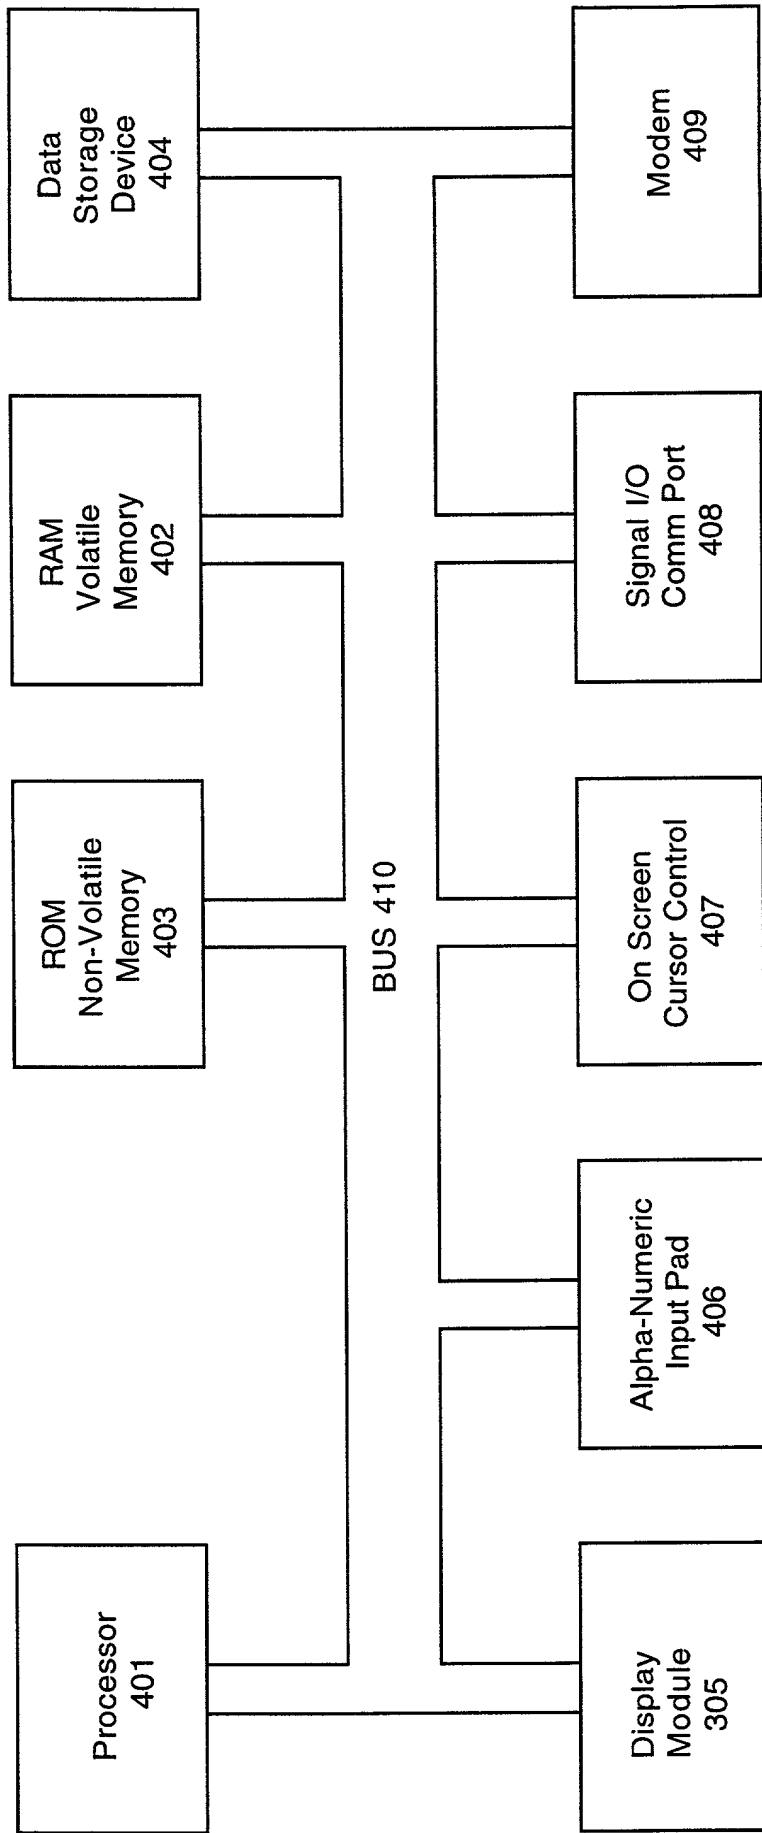 Processor
401
ROM
Non-Volatile
Memory
403
RAM
Volatile
Memory
402
Data
Storage
Device
404
BUS 410
Display
Module
305
Alpha-Numeric
Input Pad
406
On Screen
Cursor Control
407
Signal I/O
Comm Port
408
Modem
409